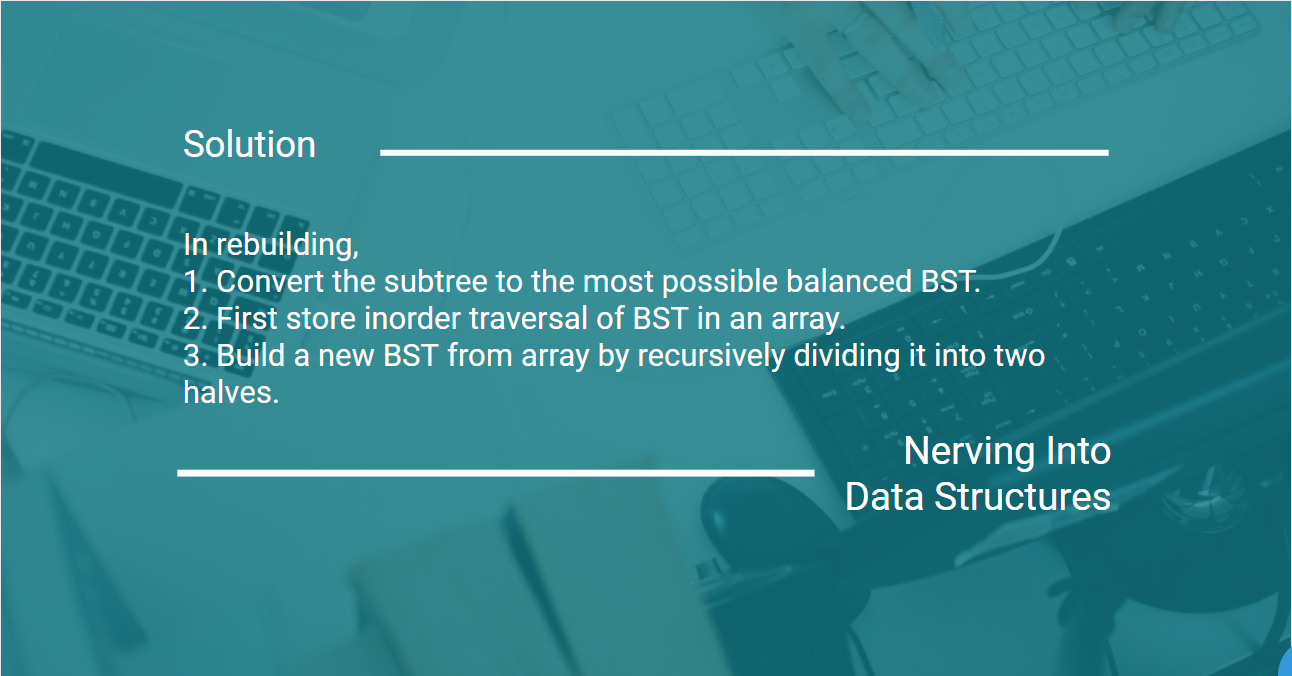 Solution
In rebuilding,
1. Convert the subtree to the most possible balanced BST.
2. First store inorder traversal of BST in an array.
3. Build a new BST from array by recursively dividing it into two
halves.
Nerving Into
Data Structures